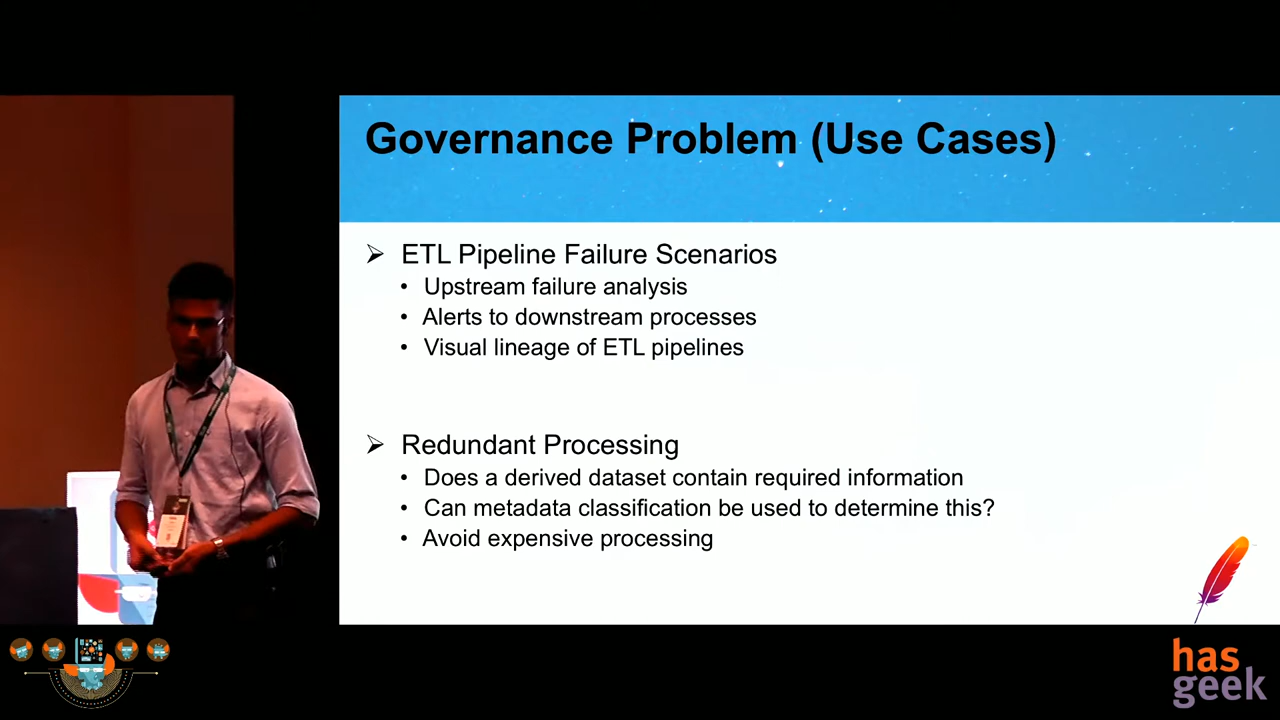 Governance Problem (Use Cases)
ETL Pipeline Failure Scenarios
Upstream failure analysis
Alerts to downstream processes
Visual lineage of ETL pipelines
Redundant Processing
Does a derived dataset contain required information
Can metadata classification be used to determine this?
Avoid expensive processing
has
geek